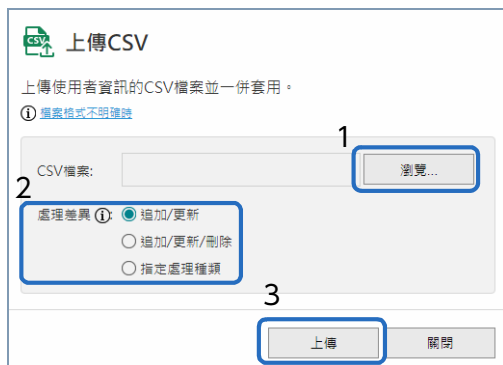 上傳CSV
上傳使用者資訊的CSV檔案並一併套用。
檔案格式不明確時
1
CSV檔案:
瀏覽...
2
處理差異 ⓘ: 追加/更新
追加/更新/刪除
指定處理種類
3
上傳
關閉